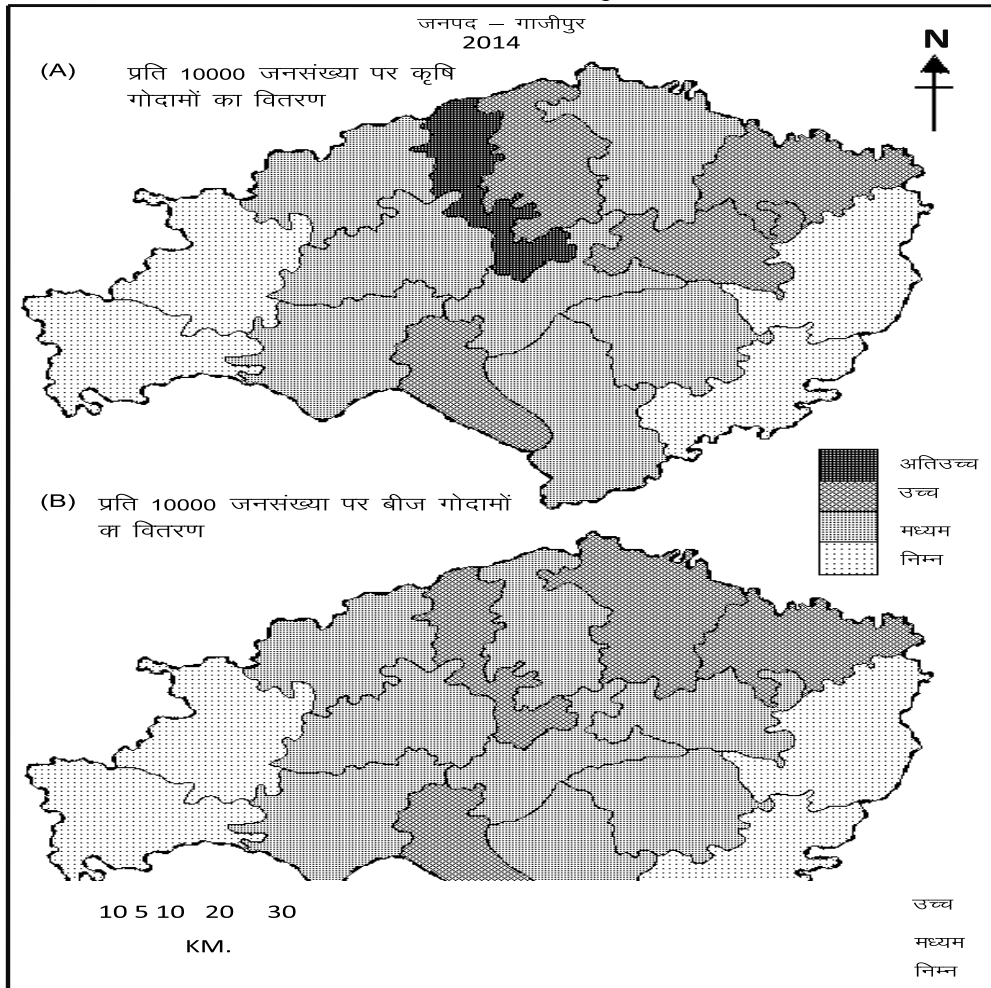 जनपद – गाजीपुर
2014
N
(A) प्रति 10000 जनसंख्या पर कृषि
गोदामों का वितरण
अतिउच्च
उच्च
मध्यम
निम्न
(B) प्रति 10000 जनसंख्या पर बीज गोदामों
का वितरण
10 5 10 20 30
KM.
उच्च
मध्यम
निम्न